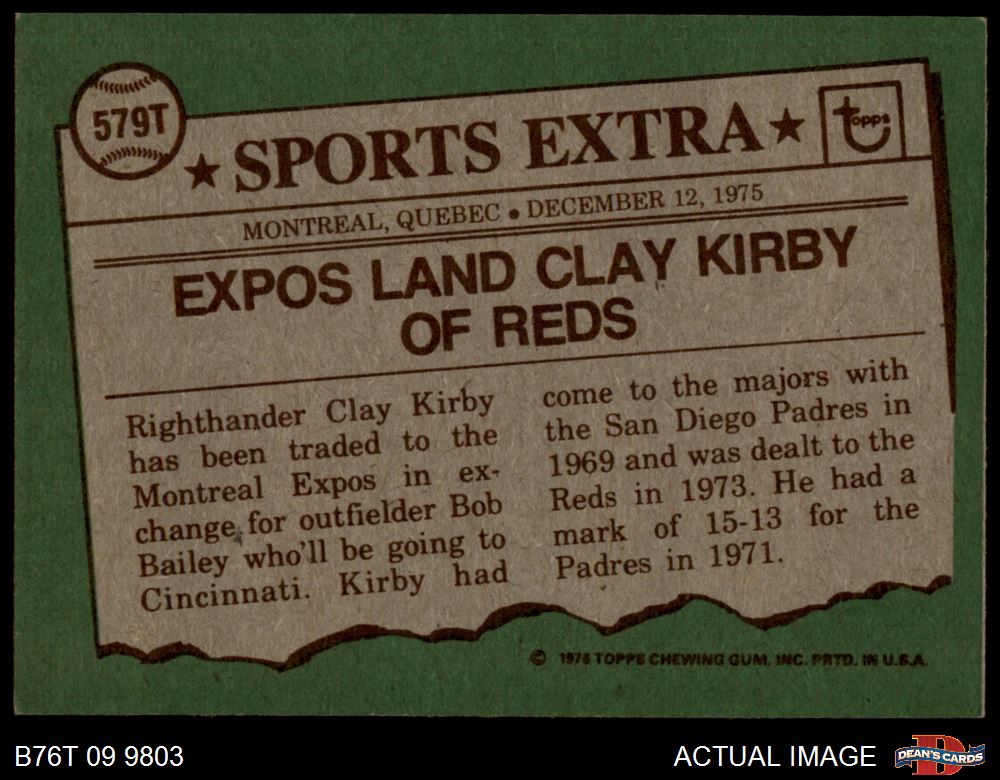 579T
★ SPORTS EXTRA ★
topps
MONTREAL, QUEBEC • DECEMBER 12, 1975
EXPOS LAND CLAY KIRBY
OF REDS
Righthander Clay Kirby
has been traded to the
Montreal Expos in ex-
change for outfielder Bob
Bailey who'll be going to
Cincinnati. Kirby had
come to the majors with
the San Diego Padres in
1969 and was dealt to the
Reds in 1973. He had a
mark of 15-13 for the
Padres in 1971.
© 1976 TOPPS CHEWING GUM, INC. PRTD. IN U.S.A.
B76T 09 9803
ACTUAL IMAGE
D
DEAN'S CARDS